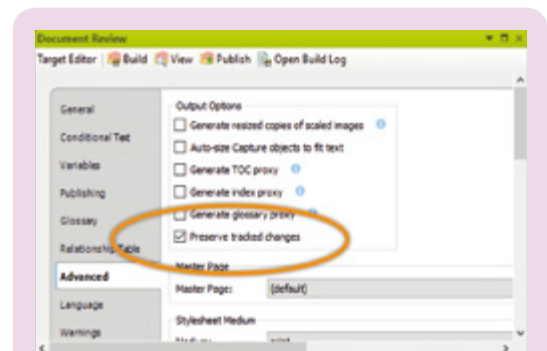 Document Review
Target Editor Build View Publish Open Build Log
General
Conditional Text
Variables
Publishing
Glossary
Relationship Table
Advanced
Language
Warnings
Output Options
Generate resized copies of scaled images
Auto-size Capture objects to fit text
Generate TOC proxy
Generate index proxy
Generate glossary proxy
Preserve tracked changes
Master Page
Master Page: (default)
Stylesheet Medium